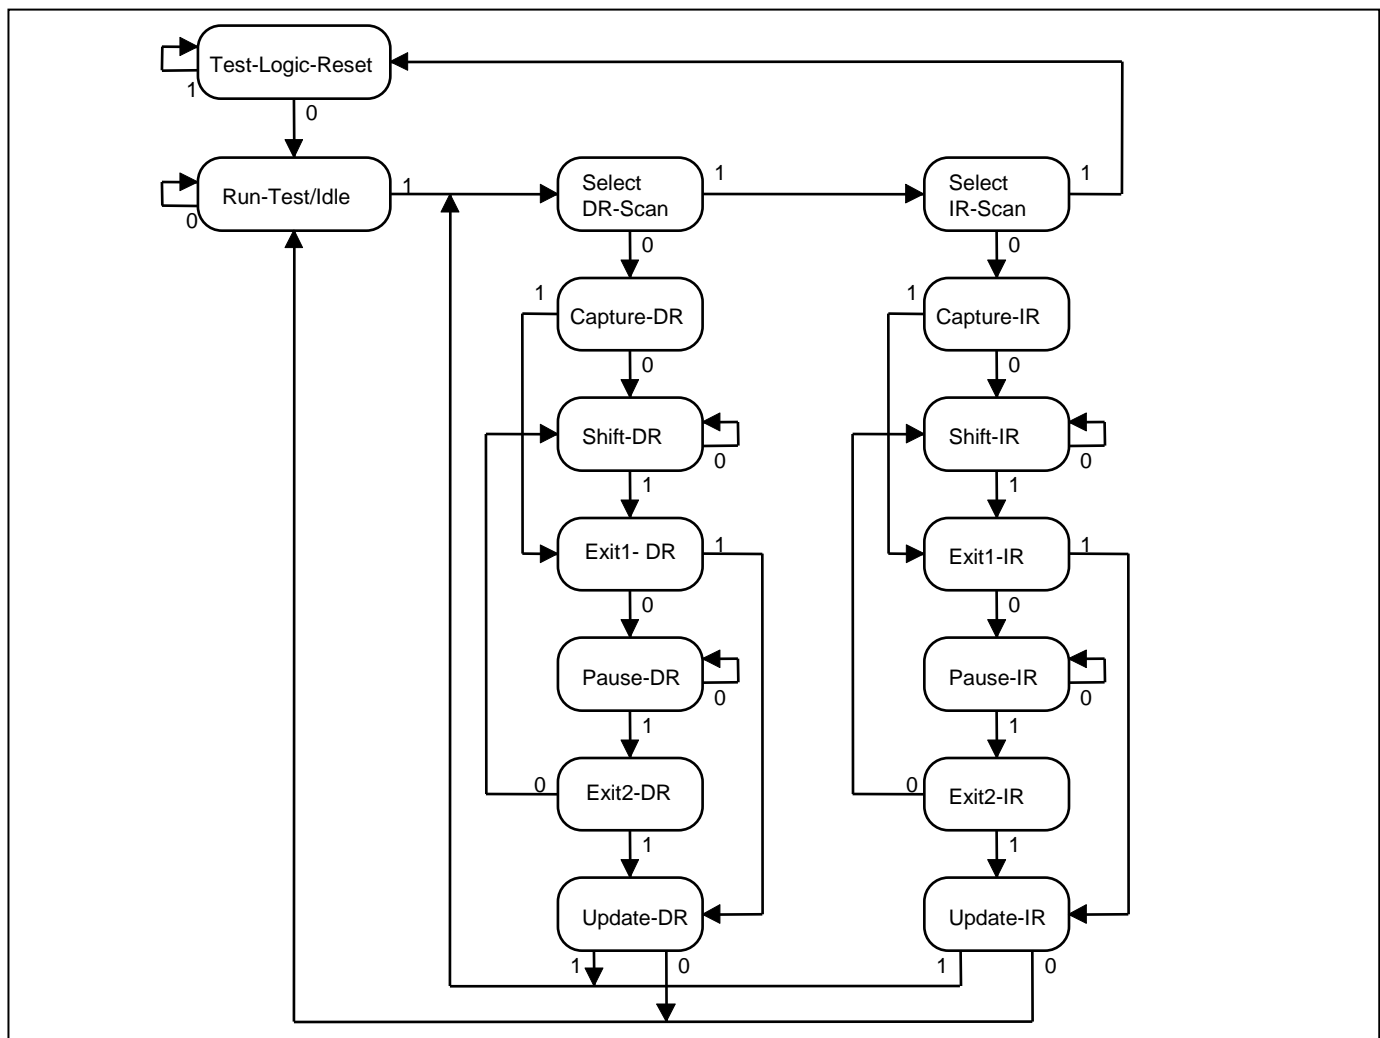 Test-Logic-Reset
1
0
Run-Test/Idle
1
0
Select
DR-Scan
1
0
Select
IR-Scan
1
0
1
Capture-DR
0
1
Capture-IR
0
Shift-DR
0
1
Shift-IR
0
1
Exit1- DR
1
0
Exit1-IR
1
0
Pause-DR
0
1
Pause-IR
0
1
0
Exit2-DR
1
0
Exit2-IR
1
Update-DR
1
0
Update-IR
1
0